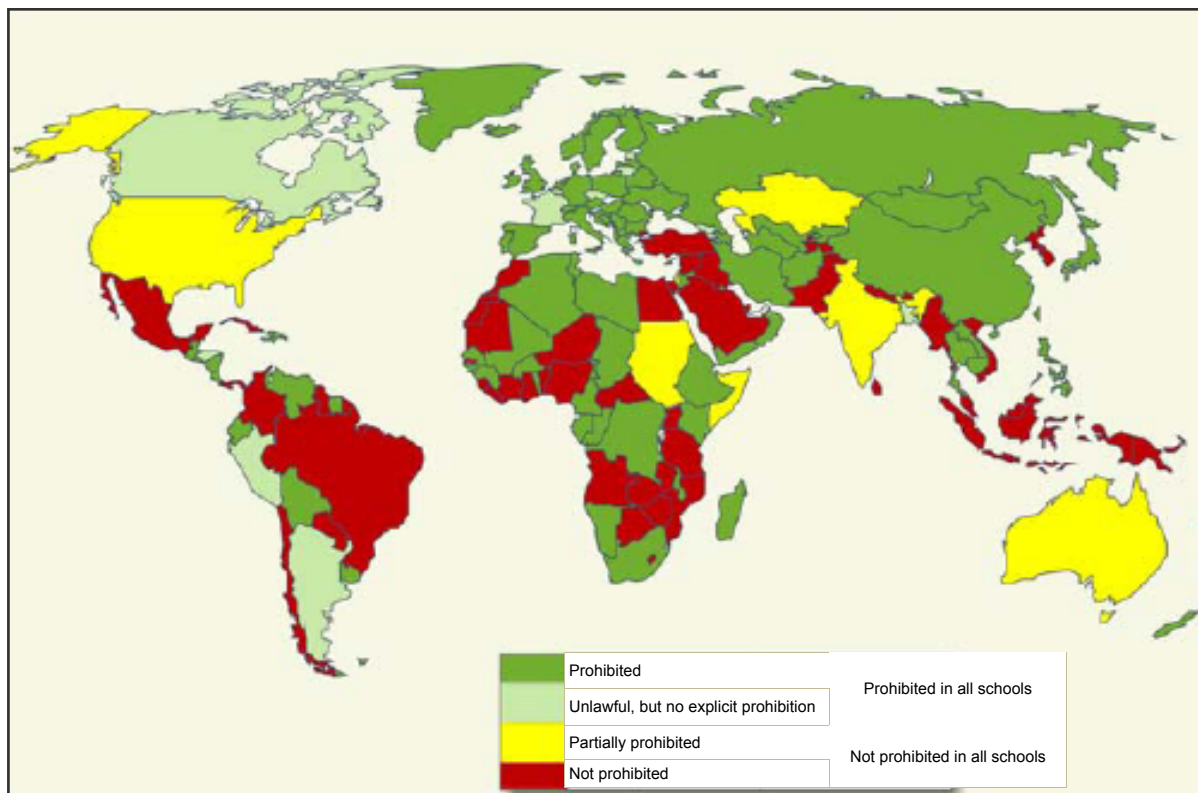 Prohibited
Prohibited in all schools
Unlawful, but no explicit prohibition
Partially prohibited
Not prohibited in all schools
Not prohibited